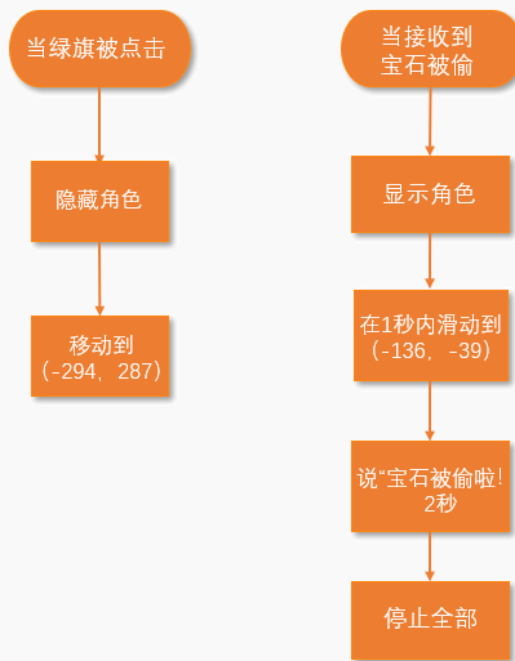 当绿旗被点击
隐藏角色
移动到
(-294, 287)
当接收到
宝石被偷
显示角色
在1秒内滑动到
(-136, -39)
说“宝石被偷啦!
2秒
停止全部